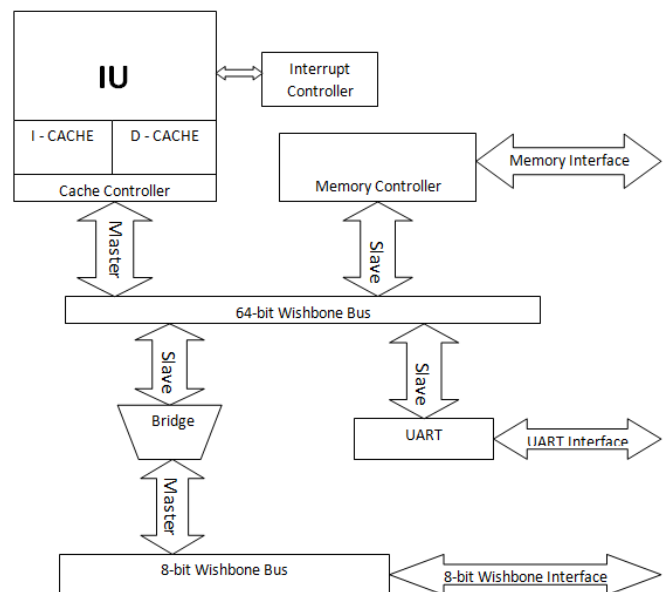 IU
Interrupt
Controller
I - CACHE
D - CACHE
Cache Controller
Memory Controller
Memory Interface
Master
Slave
64-bit Wishbone Bus
Slave
Slave
Bridge
UART
UART Interface
Master
8-bit Wishbone Bus
8-bit Wishbone Interface